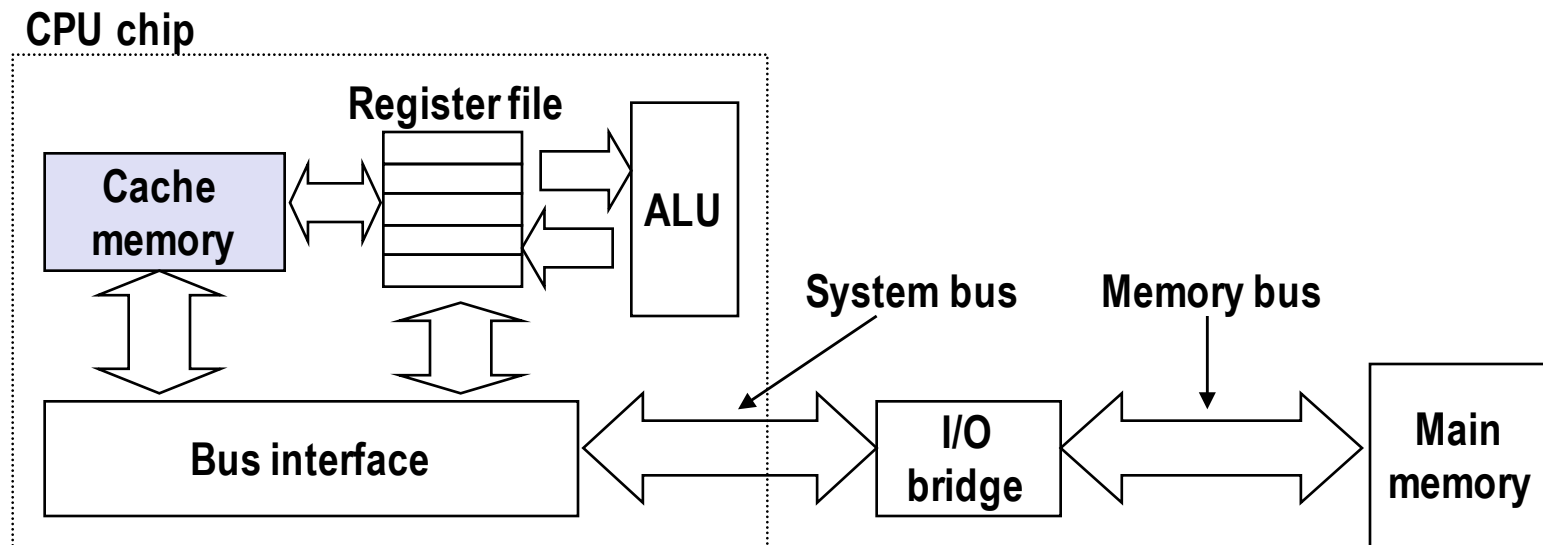 CPU chip
Register file
Cache
memory
ALU
System bus
Memory bus
Bus interface
I/O
bridge
Main
memory